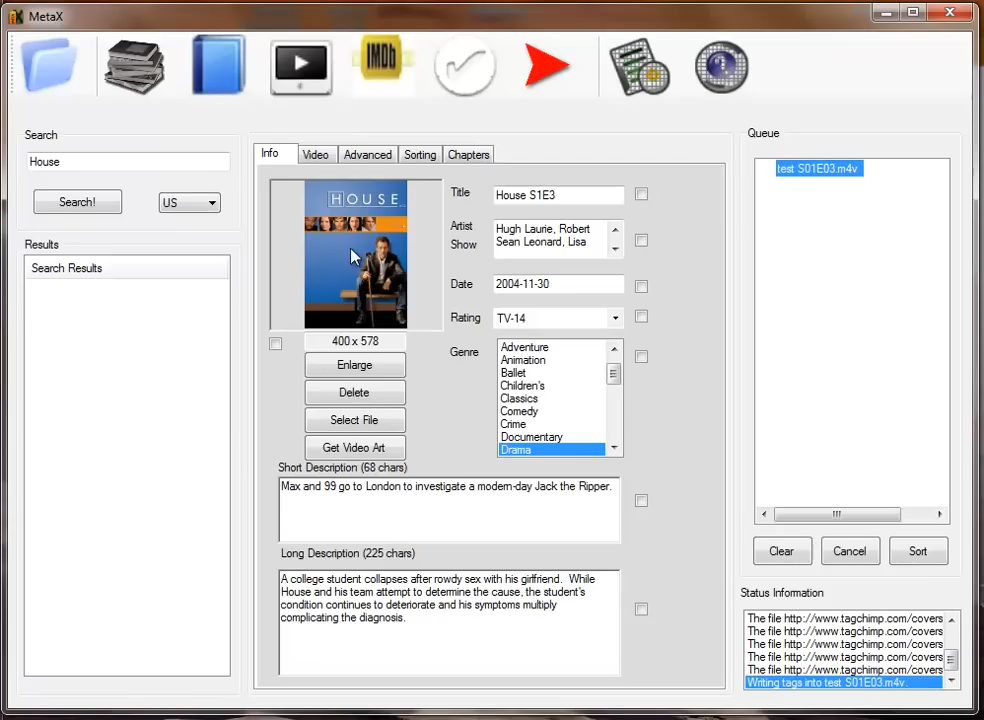 MetaX
IMDb
Search
House
Search!
US
Results
Search Results
Info
Video
Advanced
Sorting
Chapters
HOUSE
400 x 578
Enlarge
Delete
Select File
Get Video Art
Title
House S1E3
Artist
Show
Hugh Laurie, Robert
Sean Leonard, Lisa
Date
2004-11-30
Rating
TV-14
Genre
Adventure
Animation
Ballet
Children's
Classics
Comedy
Crime
Documentary
Drama
Short Description (68 chars)
Max and 99 go to London to investigate a modern-day Jack the Ripper.
Long Description (225 chars)
A college student collapses after rowdy sex with his girlfriend.  While
House and his team attempt to determine the cause, the student's
condition continues to deteriorate and his symptoms multiply
complicating the diagnosis.
Queue
test S01E03.m4v
Clear
Cancel
Sort
Status Information
The file http://www.tagchimp.com/covers
The file http://www.tagchimp.com/covers
The file http://www.tagchimp.com/covers
The file http://www.tagchimp.com/covers
The file http://www.tagchimp.com/covers
Writing tags into test S01E03.m4v.